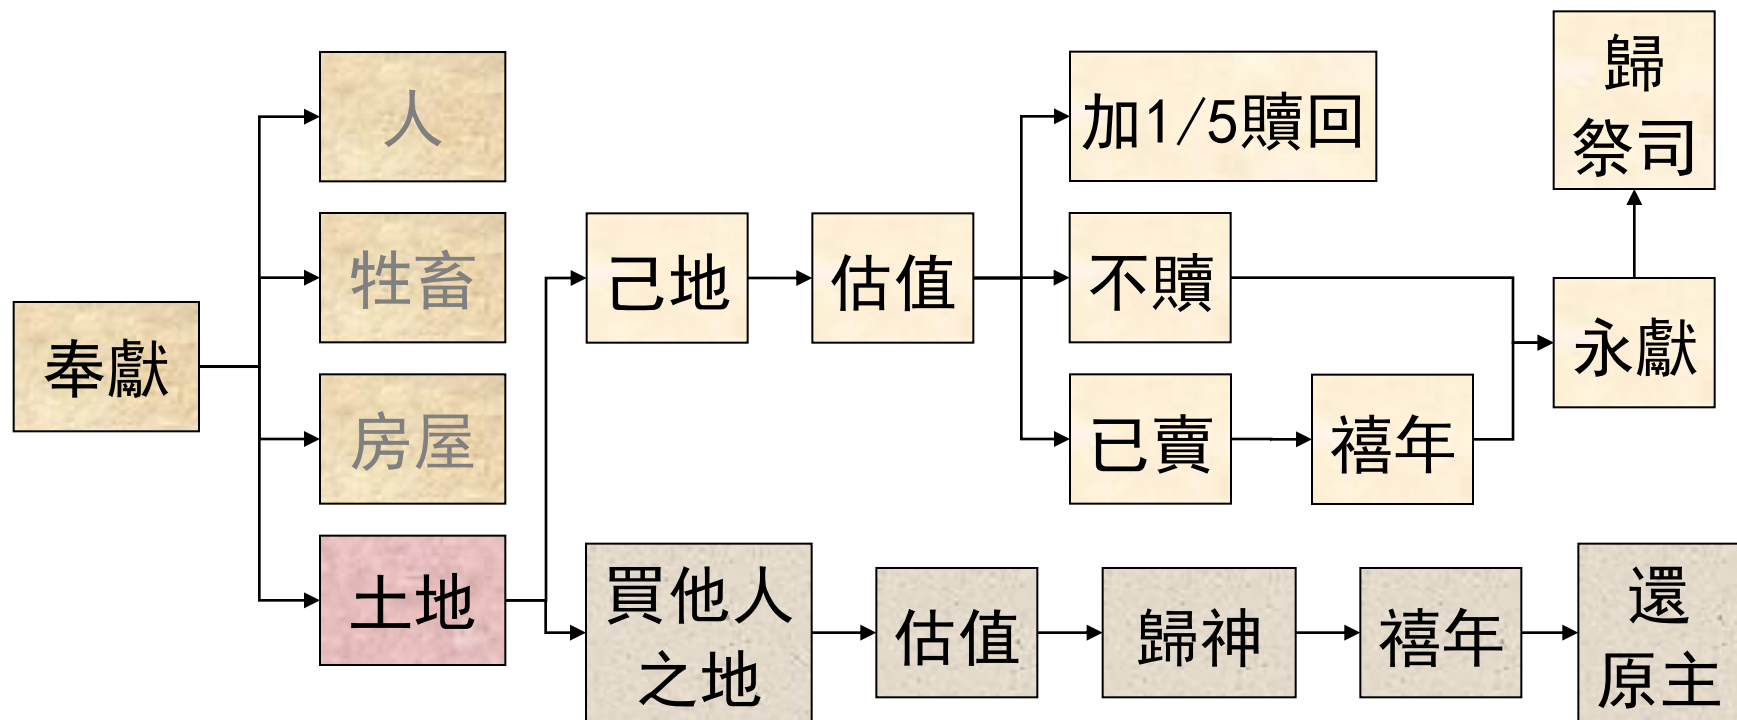 奉獻
人
牲畜
房屋
土地
己地
估值
加1/5贖回
不贖
已賣
禧年
永獻
歸
祭司
買他人
之地
估值
歸神
禧年
還
原主